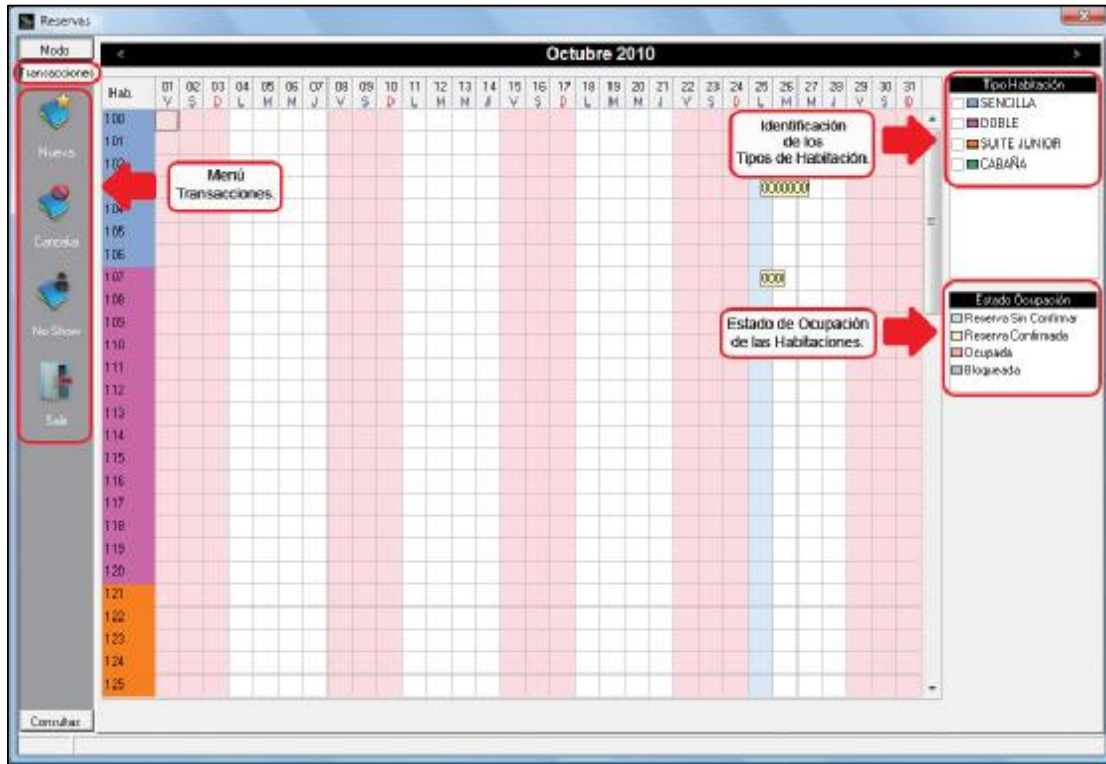 Reservas
Modo
Transacciones
Nueva
Cancelar
No Show
Salir
Consultas
< Octubre 2010 >
Hab. 01 02 03 04 05 06 07 08 09 10 11 12 13 14 15 16 17 18 19 20 21 22 23 24 25 26 27 28 29 30 31
V S D L M M J V S D L M M J V S D L M M J V S D L M M J V S D
100
101
102
104
105
106
107
108
109
110
111
112
113
114
115
116
117
118
119
120
121
122
123
124
125
Menú
Transacciones.
Identificación
de los
Tipos de Habitación.
Estado de Ocupación
de las Habitaciones.
Tipo Habitación
SENCILLA
DOBLE
SUITE JUNIOR
CABAÑA
Estado Ocupación
Reserva Sin Confirmar
Reserva Confirmada
Ocupada
Bloqueada